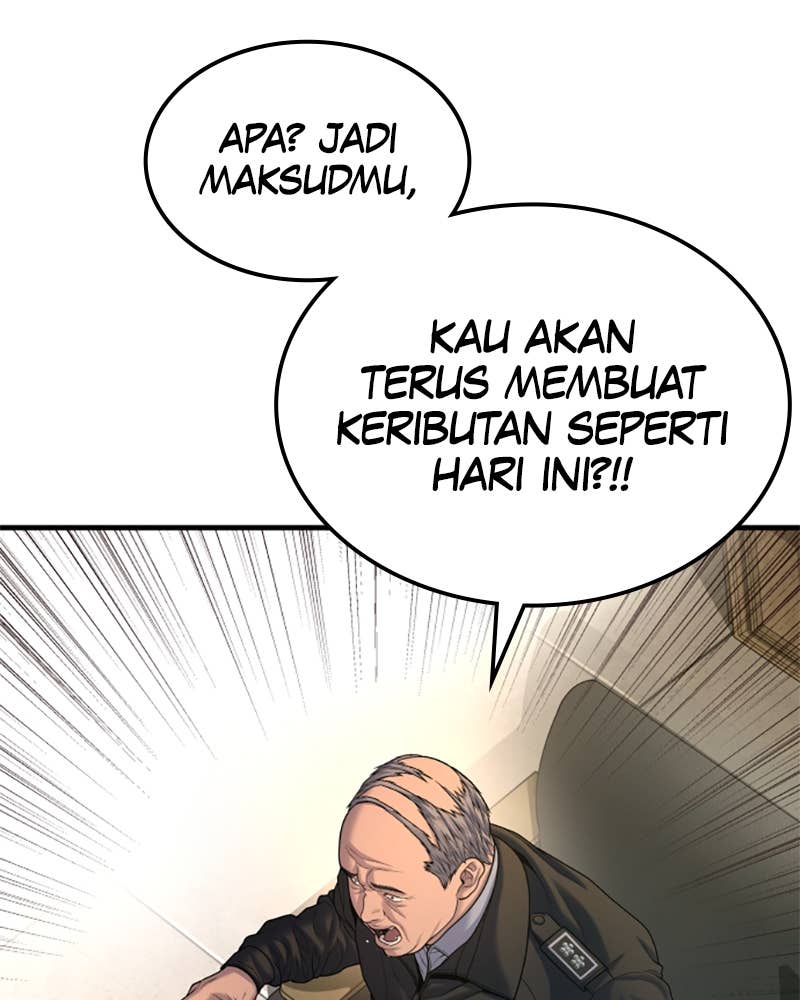 APA? JADI
MAKSUDMU,
KAU AKAN
TERUS MEMBUAT
KERIBUTAN SEPERTI
HARI INI?!!